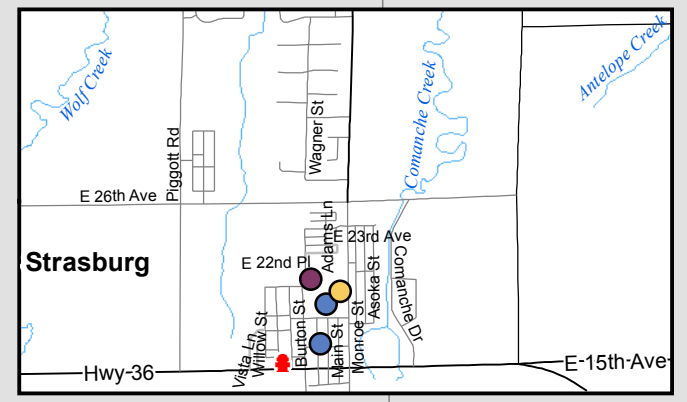 Wolf Creek
Antelope Creek
Comanche Creek
Wagner St
Piggott Rd
E 26th Ave
Adams Ln
E 23rd Ave
Strasburg
E 22nd Pl
Asoka St
Comanche Dr
Burton St
Monroe St
Willow St
Main St
Vista Ln
Hwy-36
E-15th-Ave